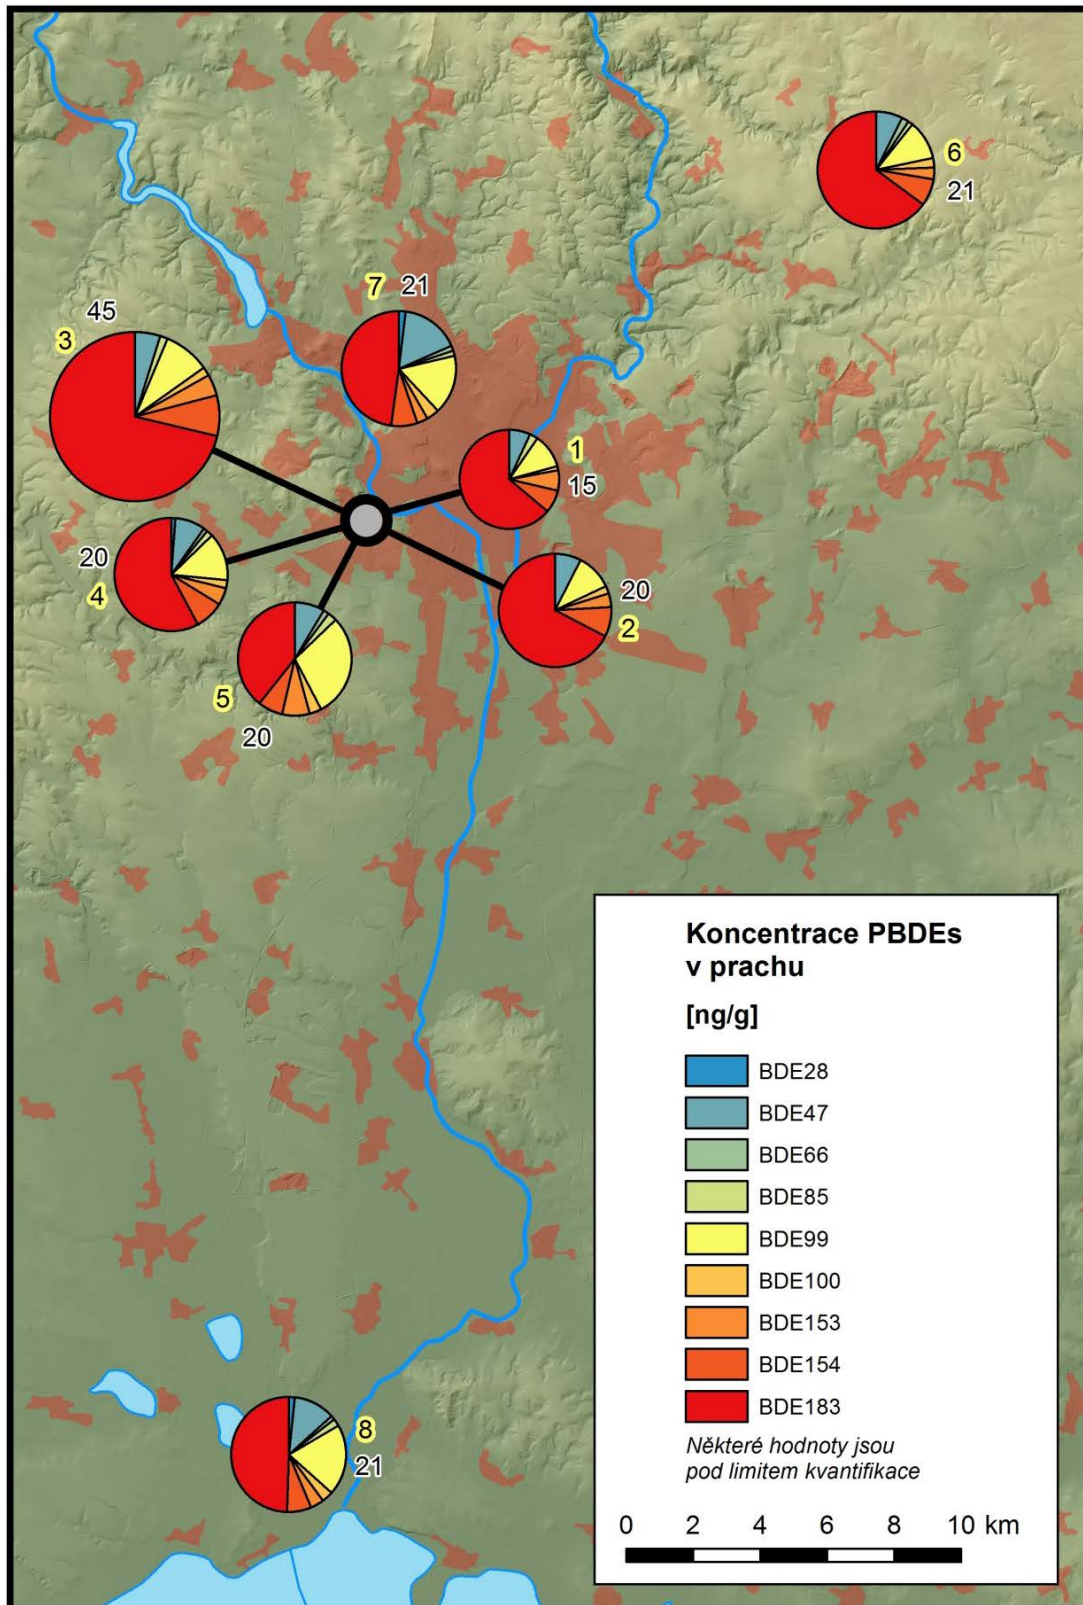 6
21
7 21
45
3
1
15
20
4
20
2
5
20
Koncentrace PBDEs
v prachu
[ng/g]
BDE28
BDE47
BDE66
BDE85
BDE99
BDE100
BDE153
BDE154
BDE183
Některé hodnoty jsou
pod limitem kvantifikace
0 2 4 6 8 10 km
8
21